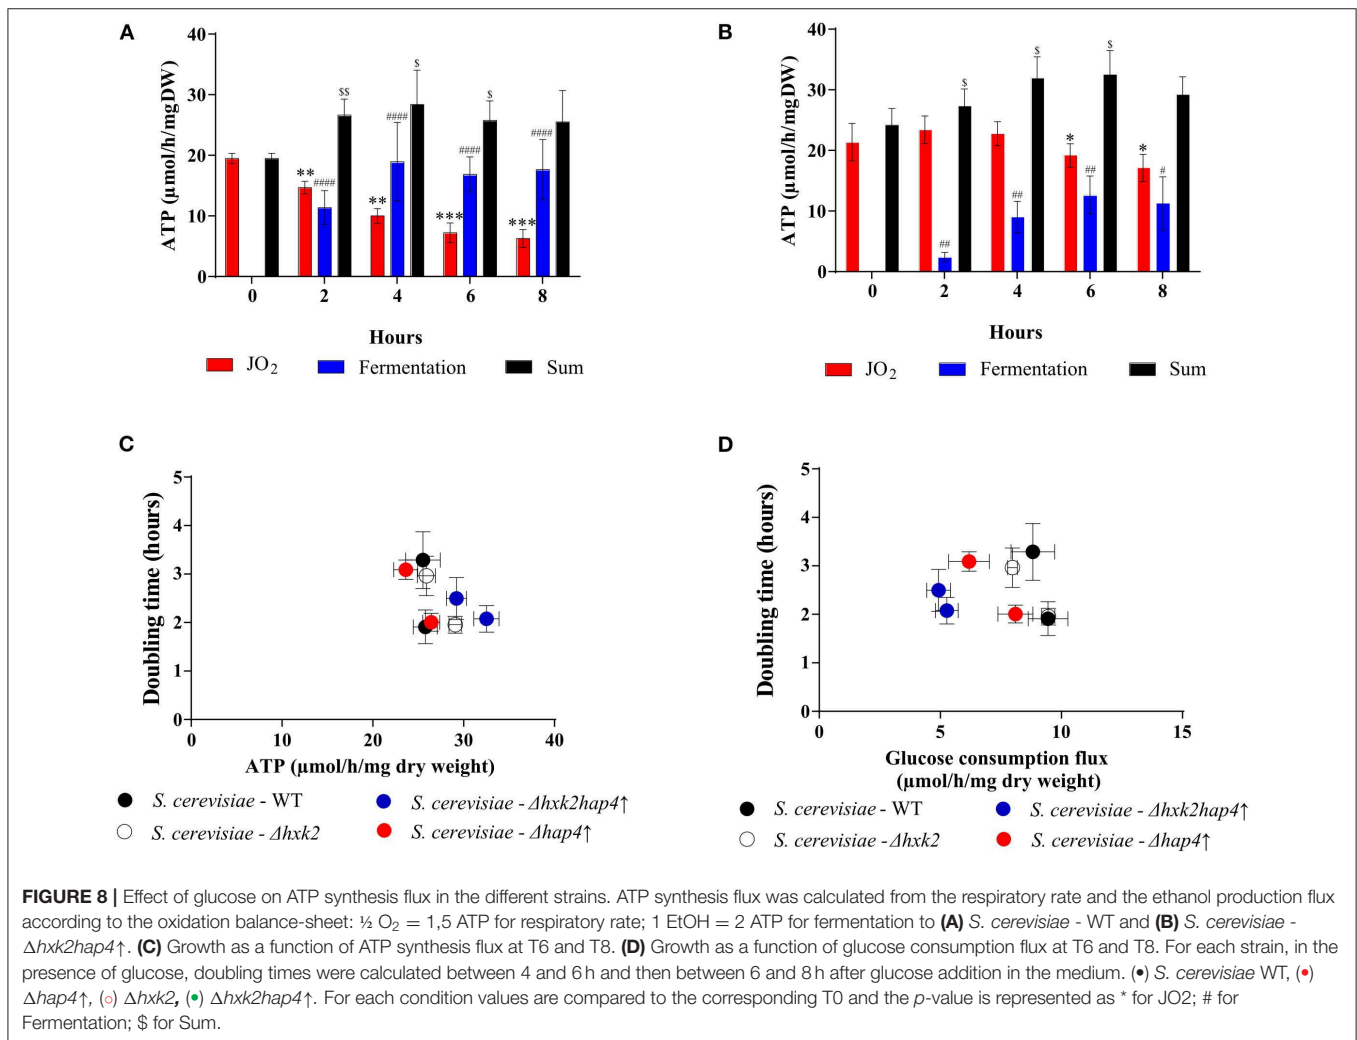 A
40
30
20
10
0
ATP (µmol/h/mgDW)
** #### $$
** #### $
*** #### $
*** ####
0 2 4 6 8
Hours
JO2 Fermentation Sum
B
40
30
20
10
0
ATP (µmol/h/mgDW)
## $
## $
* ## $
* #
0 2 4 6 8
Hours
JO2 Fermentation Sum
C
5
4
3
2
1
0
Doubling time (hours)
0 10 20 30 40
ATP (µmol/h/mg dry weight)
S. cerevisiae - WT S. cerevisiae - Δhxk2hap4↑
S. cerevisiae - Δhxk2 S. cerevisiae - Δhap4↑
D
5
4
3
2
1
0
Doubling time (hours)
0 5 10 15
Glucose consumption flux
(µmol/h/mg dry weight)
S. cerevisiae - WT S. cerevisiae - Δhxk2hap4↑
S. cerevisiae - Δhxk2 S. cerevisiae - Δhap4↑
FIGURE 8 | Effect of glucose on ATP synthesis flux in the different strains. ATP synthesis flux was calculated from the respiratory rate and the ethanol production flux
according to the oxidation balance-sheet: ½ O2 = 1,5 ATP for respiratory rate; 1 EtOH = 2 ATP for fermentation to (A) S. cerevisiae - WT and (B) S. cerevisiae -
Δhxk2hap4↑. (C) Growth as a function of ATP synthesis flux at T6 and T8. (D) Growth as a function of glucose consumption flux at T6 and T8. For each strain, in the
presence of glucose, doubling times were calculated between 4 and 6 h and then between 6 and 8 h after glucose addition in the medium. (•) S. cerevisiae WT, (•)
Δhap4↑, (○) Δhxk2, (•) Δhxk2hap4↑. For each condition values are compared to the corresponding T0 and the p-value is represented as * for JO2; # for
Fermentation; $ for Sum.